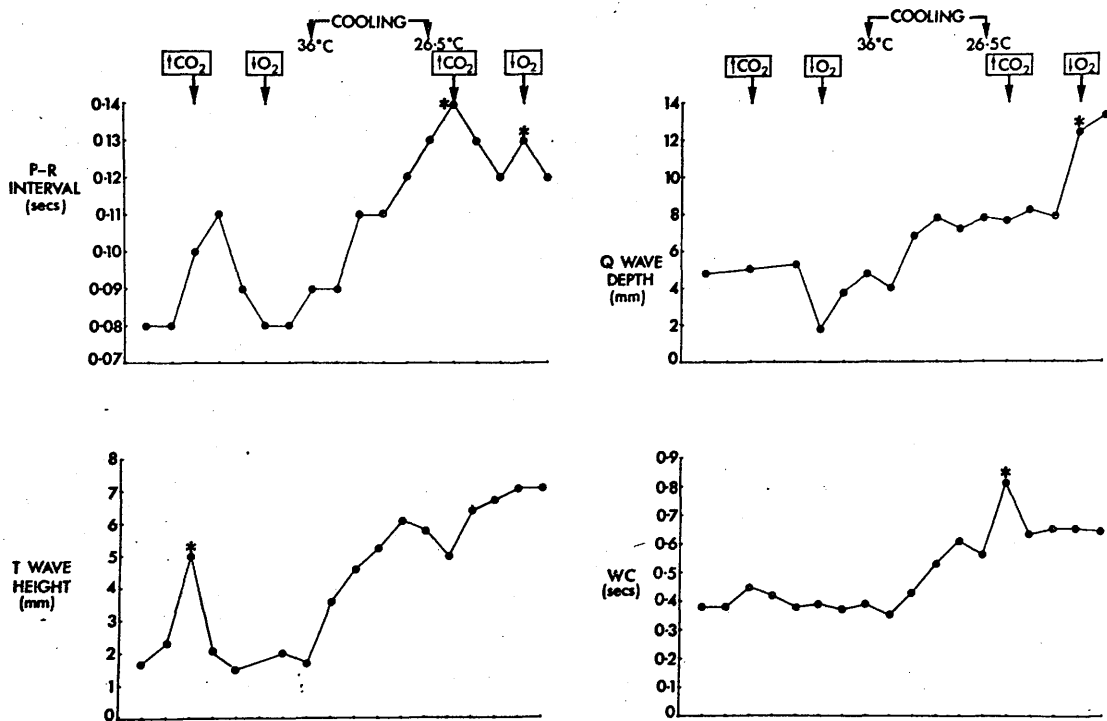 COOLING
36°C 26·5°C
↑CO2 ↓O2 ↑CO2 ↓O2
P-R
INTERVAL
(secs)
0·14
0·13
0·12
0·11
0·10
0·09
0·08
0·07
*
*
COOLING
36°C 26·5C
↑CO2 ↓O2 ↑CO2 ↓O2
Q WAVE
DEPTH
(mm)
14
12
10
8
6
4
2
0
*
T WAVE
HEIGHT
(mm)
8
7
6
5
4
3
2
1
0
*
WC
(secs)
0·9
0·8
0·7
0·6
0·5
0·4
0·3
0·2
0·1
0
*